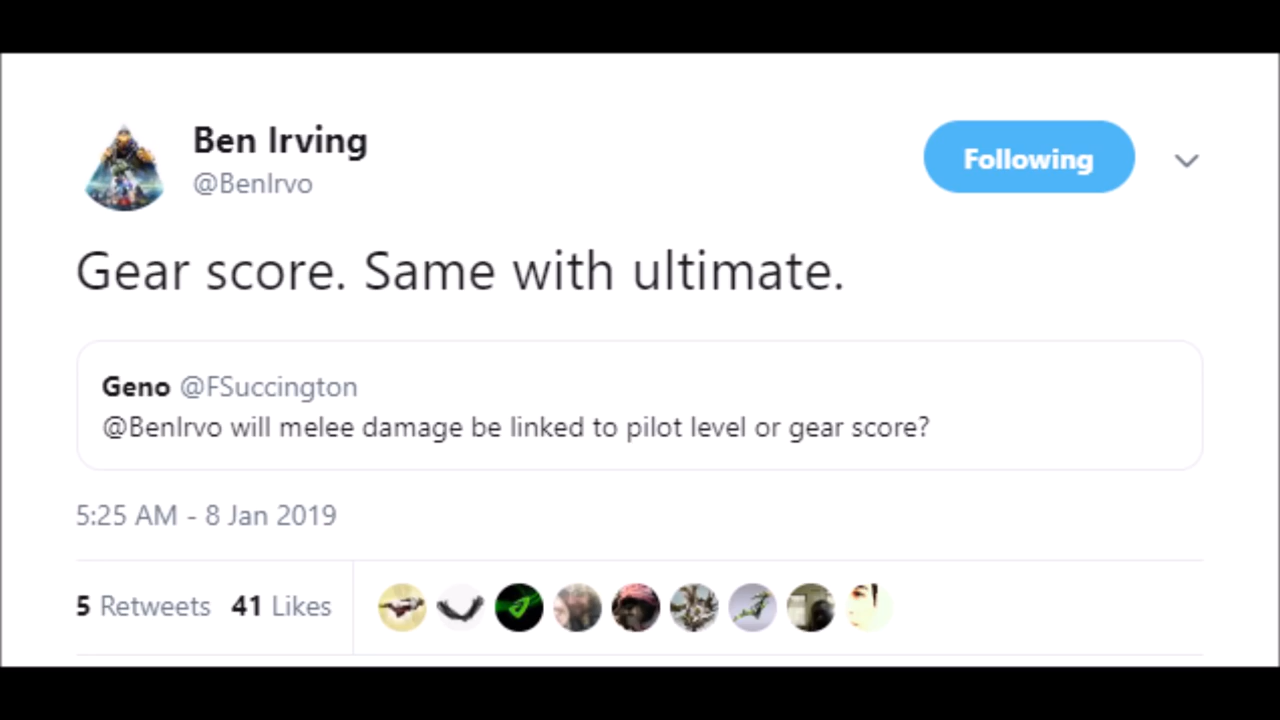 Ben Irving
@BenIrvo
Following
Gear score. Same with ultimate.
Geno @FSuccington
@BenIrvo will melee damage be linked to pilot level or gear score?
5:25 AM - 8 Jan 2019
5 Retweets 41 Likes